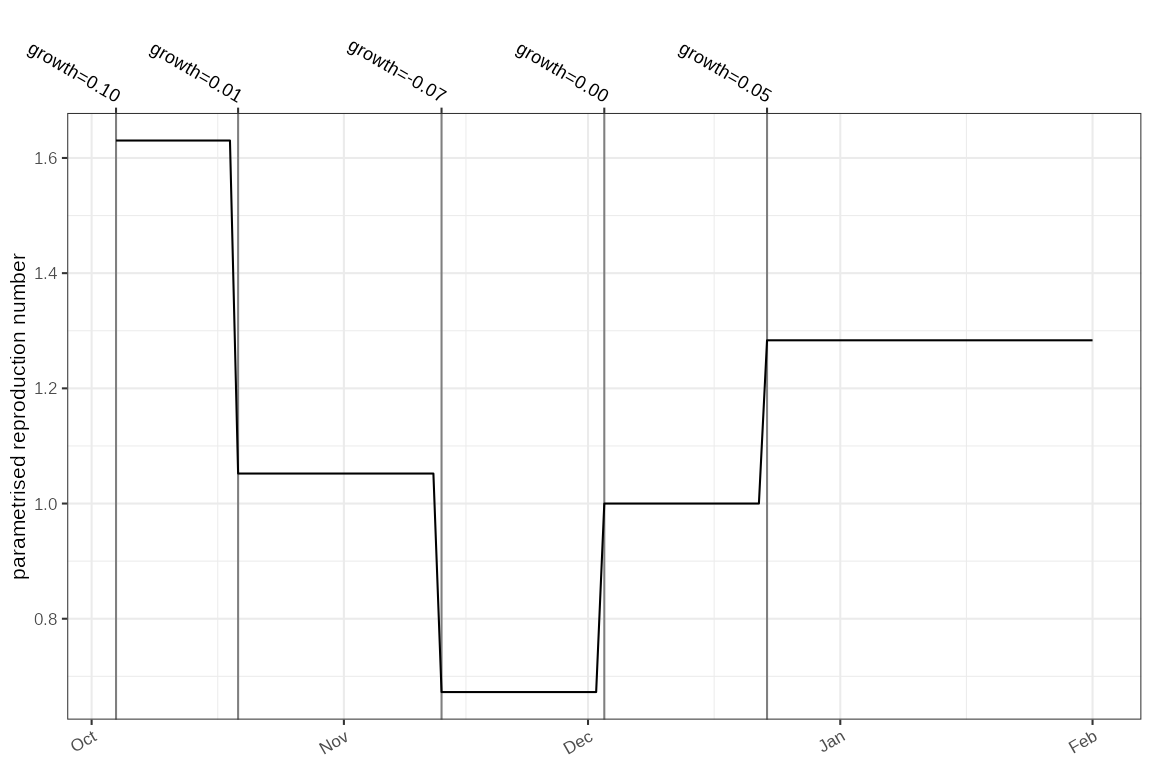 growth=0.10
growth=0.01
growth=-0.07
growth=0.00
growth=0.05
parametrised reproduction number
1.6
1.4
1.2
1.0
0.8
Oct
Nov
Dec
Jan
Feb